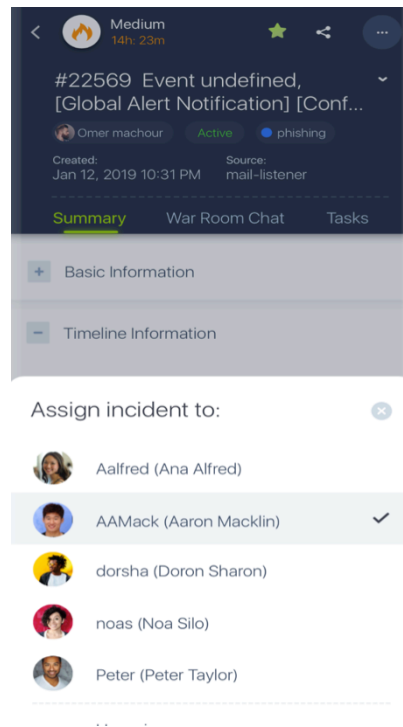 Medium
14h: 23m
#22569 Event undefined,
[Global Alert Notification] [Conf...
Omer machour Active phishing
Created: Source:
Jan 12, 2019 10:31 PM mail-listener
Summary War Room Chat Tasks
Basic Information
Timeline Information
Assign incident to:
Aalfred (Ana Alfred)
AAMack (Aaron Macklin)
dorsha (Doron Sharon)
noas (Noa Silo)
Peter (Peter Taylor)